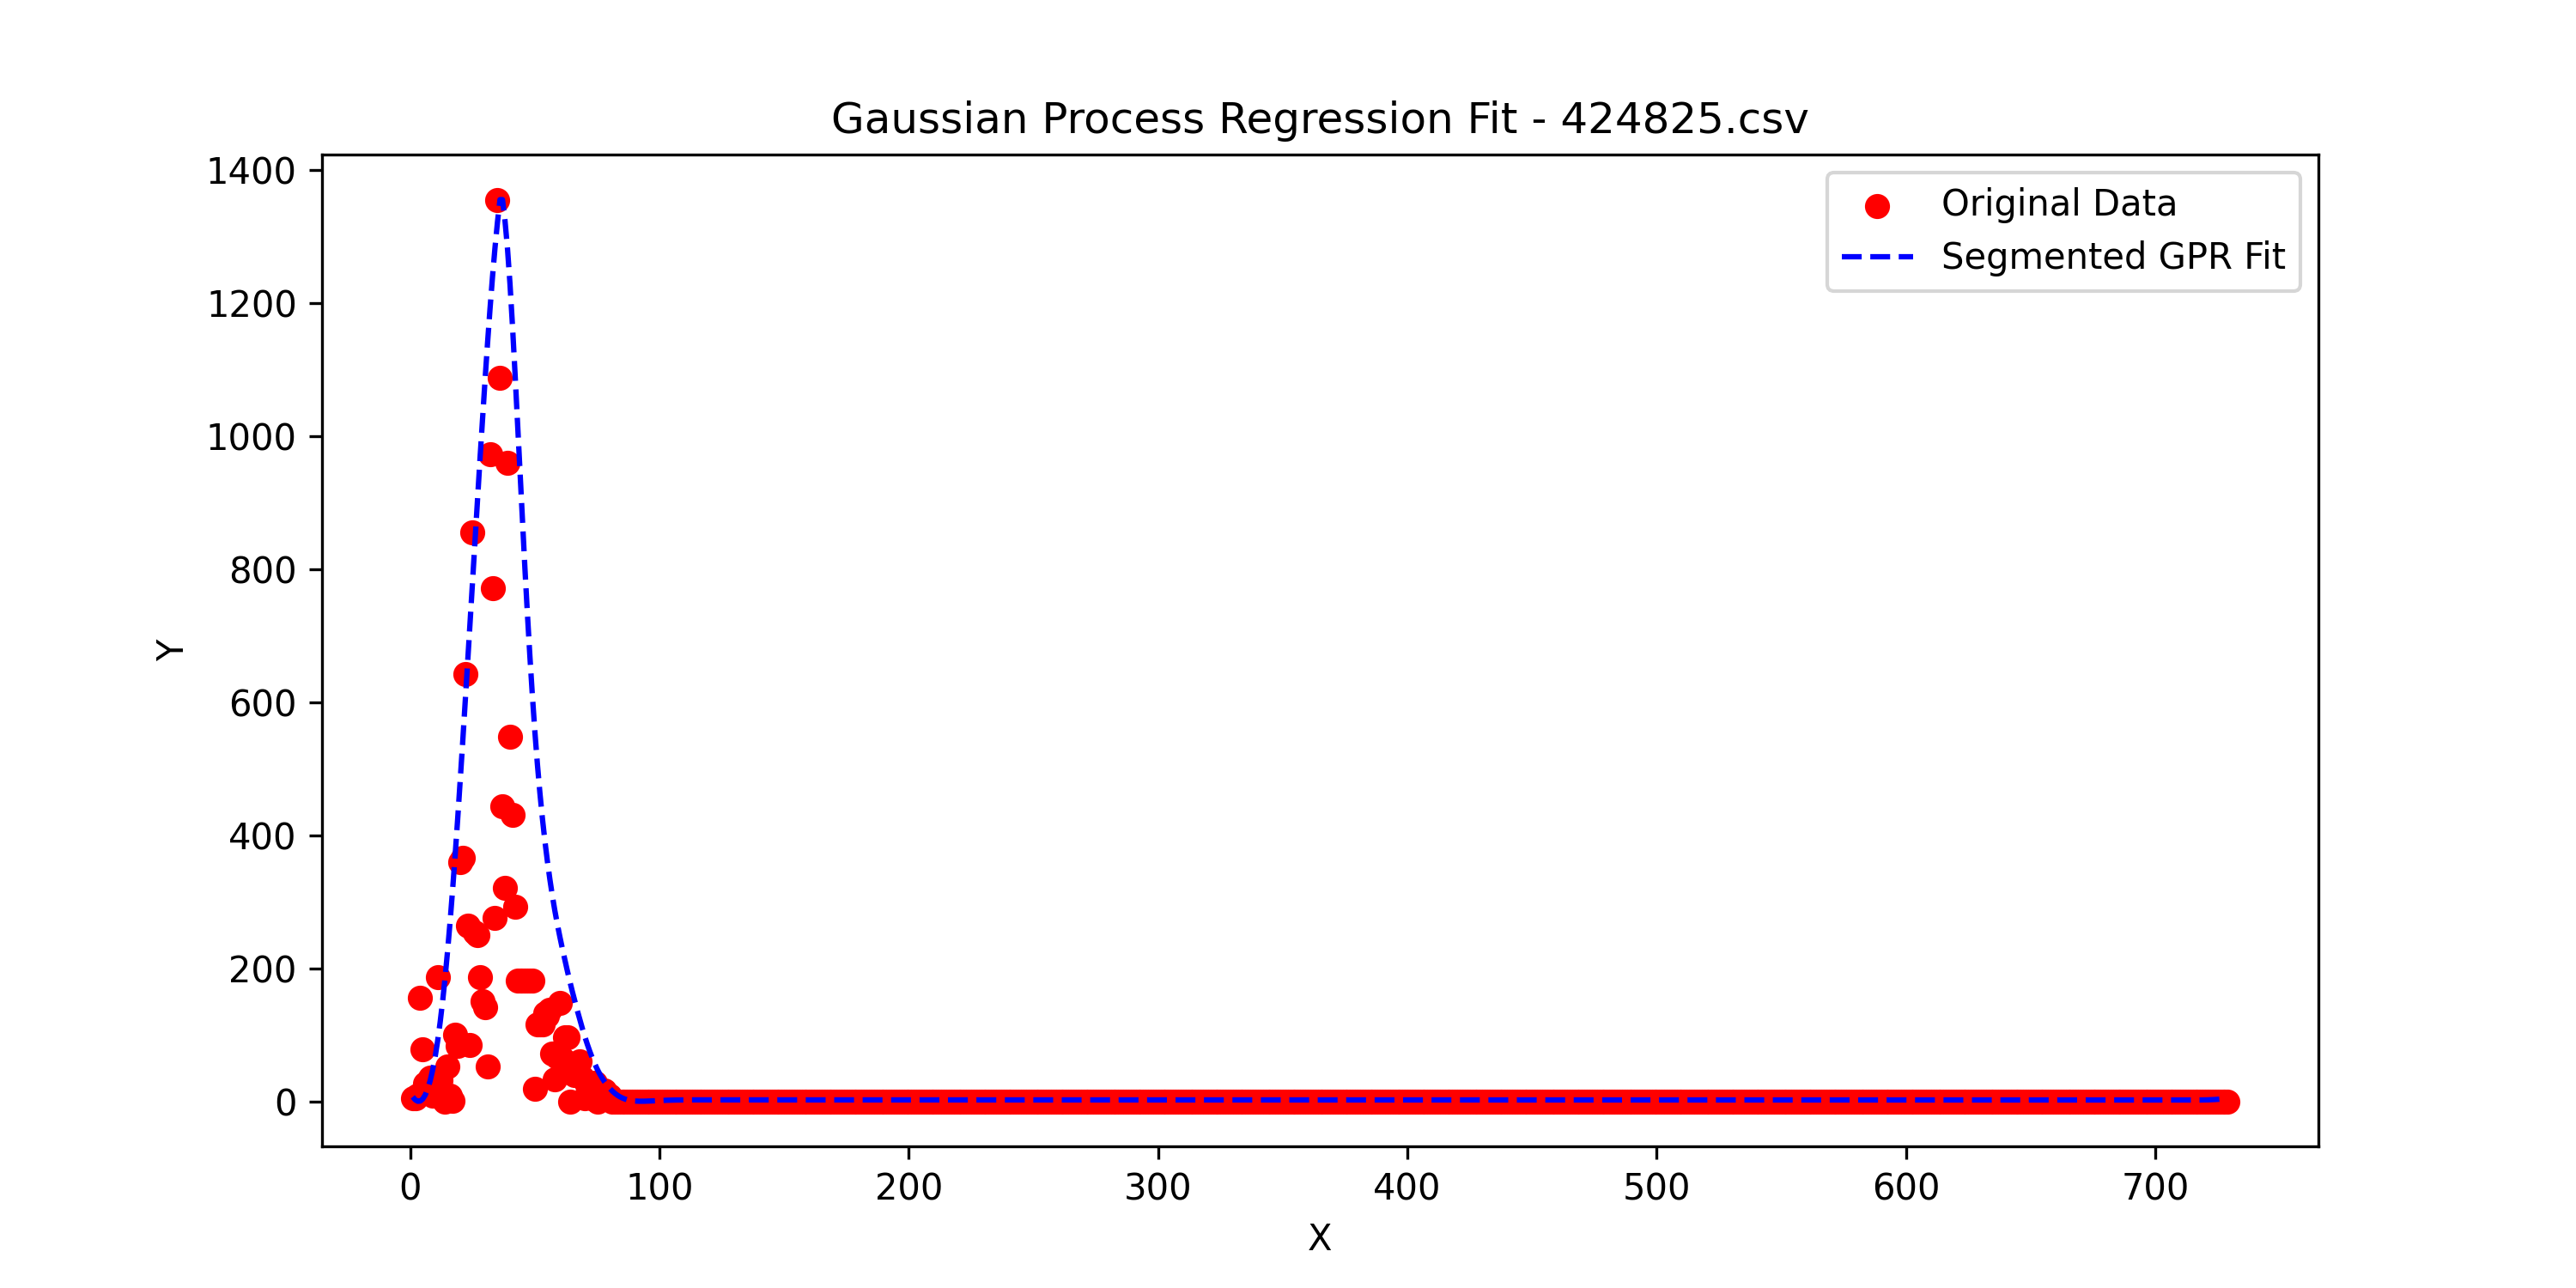 Gaussian Process Regression Fit - 424825.csv
1400
1200
1000
800
600
400
200
0
Y
Original Data
Segmented GPR Fit
0 100 200 300 400 500 600 700
X